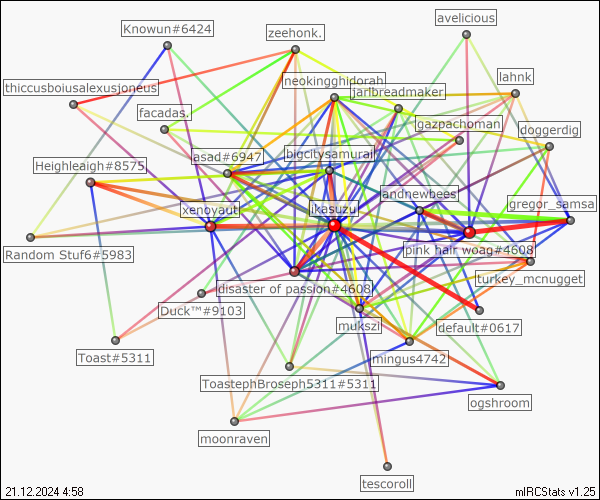 avelicious
Knowun#6424
zeehonk.
lahnk
neokingghidorah
thiccusboiusalexusjoneus
jarlbreadmaker
facadas.
gazpachoman
doggerdig
asad#6947
bigcitysamurai
Heighleaigh#8575
andnewbees
gregor_samsa
xenoyaut
ikasuzu
Random Stuf6#5983
pink hair woag#4608
turkey_mcnugget
disaster of passion#4608
Duck™#9103
mukszi
default#0617
Toast#5311
mingus4742
ToastephBroseph5311#5311
ogshroom
moonraven
tescoroll
21.12.2024 4:58
mIRCStats v1.25